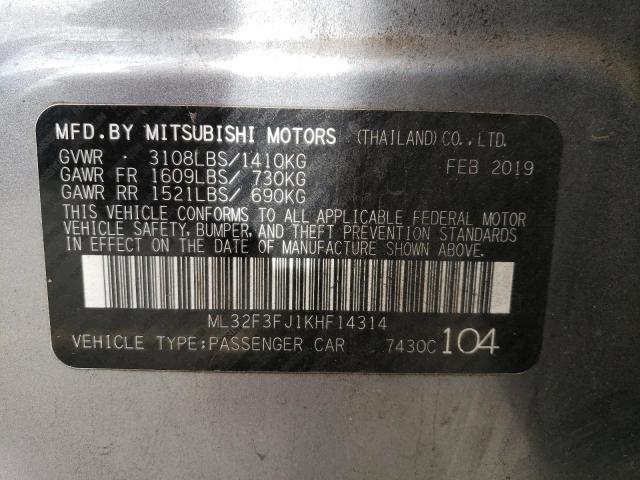 MFD.BY MITSUBISHI MOTORS (THAILAND)CO.,LTD.
GVWR : 3108LBS/1410KG FEB 2019
GAWR FR 1609LBS/ 730KG
GAWR RR 1521LBS/ 690KG
THIS VEHICLE CONFORMS TO ALL APPLICABLE FEDERAL MOTOR
VEHICLE SAFETY, BUMPER, AND THEFT PREVENTION STANDARDS
IN EFFECT ON THE DATE OF MANUFACTURE SHOWN ABOVE.
ML32F3FJ1KHF14314
VEHICLE TYPE:PASSENGER CAR 7430C 104